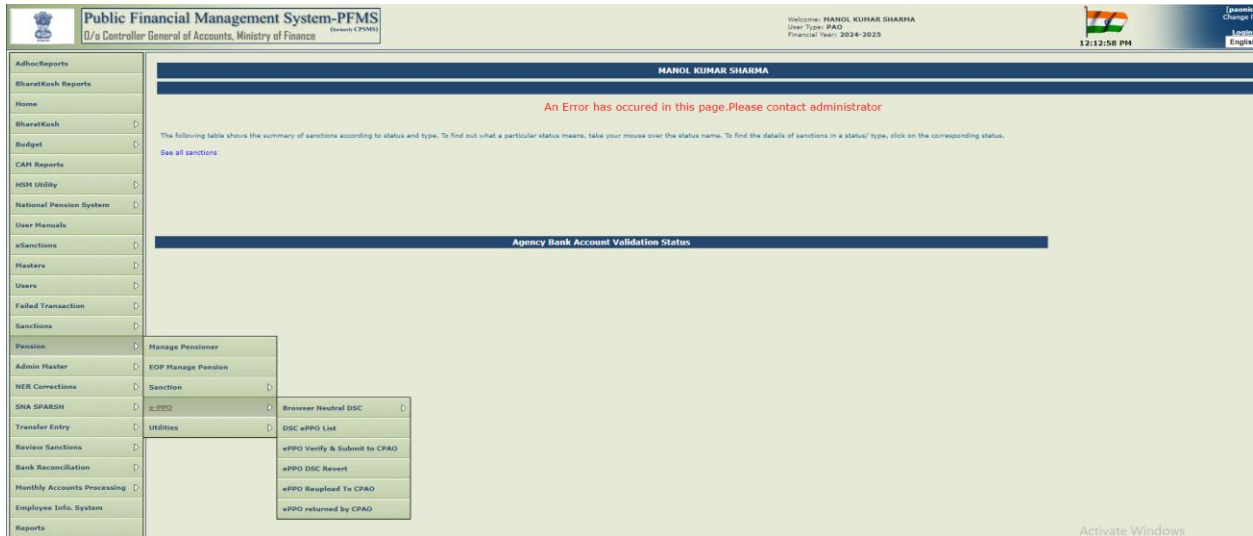 Public Financial Management System-PFMS
(formerly CPSMS)
O/o Controller General of Accounts, Ministry of Finance
Welcome: MANOL KUMAR SHARMA
User Type: PAO
Financial Year: 2024-2025
12:12:58 PM
[paonic
Change
Login
English
AdhocReports
BharatKosh Reports
Home
BharatKosh
Budget
CAM Reports
HSM Utility
National Pension System
User Manuals
eSanctions
Masters
Users
Failed Transaction
Sanctions
Pension
Admin Master
NER Corrections
SNA SPARSH
Transfer Entry
Review Sanctions
Bank Reconciliation
Monthly Accounts Processing
Employee Info. System
Reports
Manage Pensioner
EOP Manage Pension
Sanction
e-PPO
Utilities
Browser Neutral DSC
DSC ePPO List
ePPO Verify & Submit to CPAO
ePPO DSC Revert
ePPO Reupload To CPAO
ePPO returned by CPAO
MANOL KUMAR SHARMA
An Error has occured in this page.Please contact administrator
The following table shows the summary of sanctions according to status and type. To find out what a particular status means, take your mouse over the status name. To find the details of sanctions in a status/ type, click on the corresponding status.
See all sanctions
Agency Bank Account Validation Status
Activate Windows